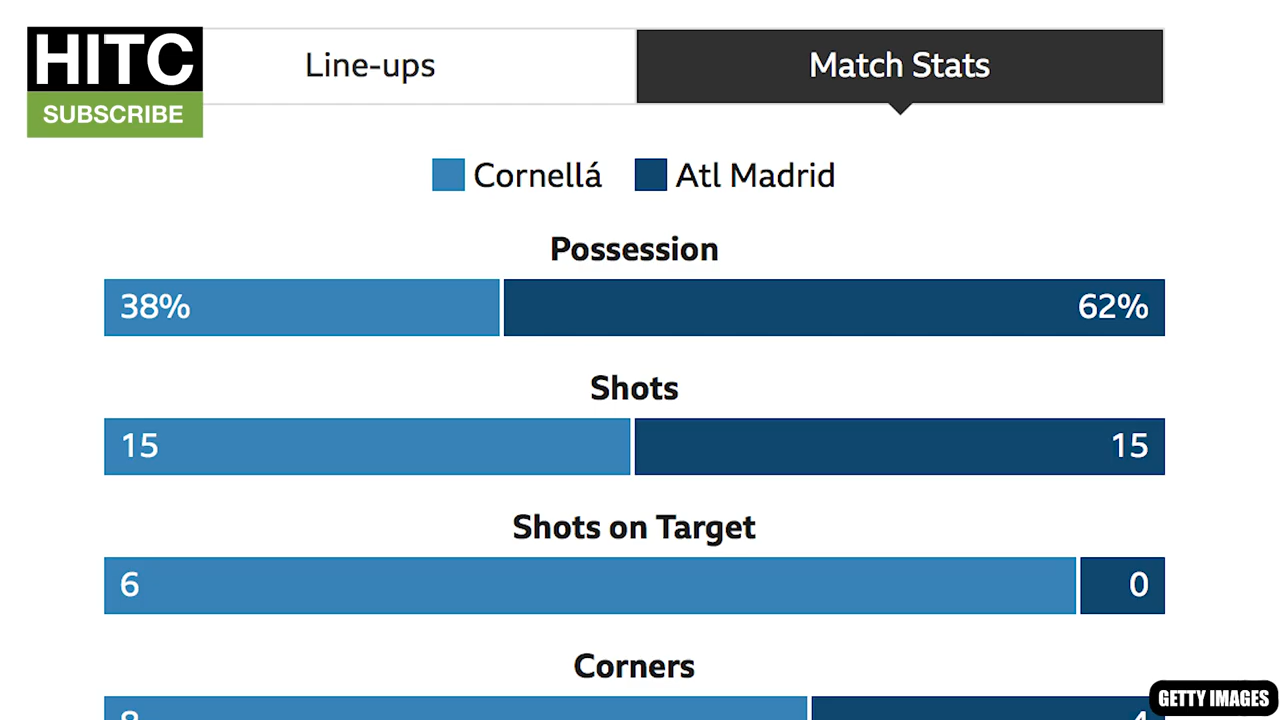 HITC
SUBSCRIBE
Line-ups
Match Stats
Cornellá
Atl Madrid
Possession
38%
62%
Shots
15
15
Shots on Target
6
0
Corners
GETTY IMAGES